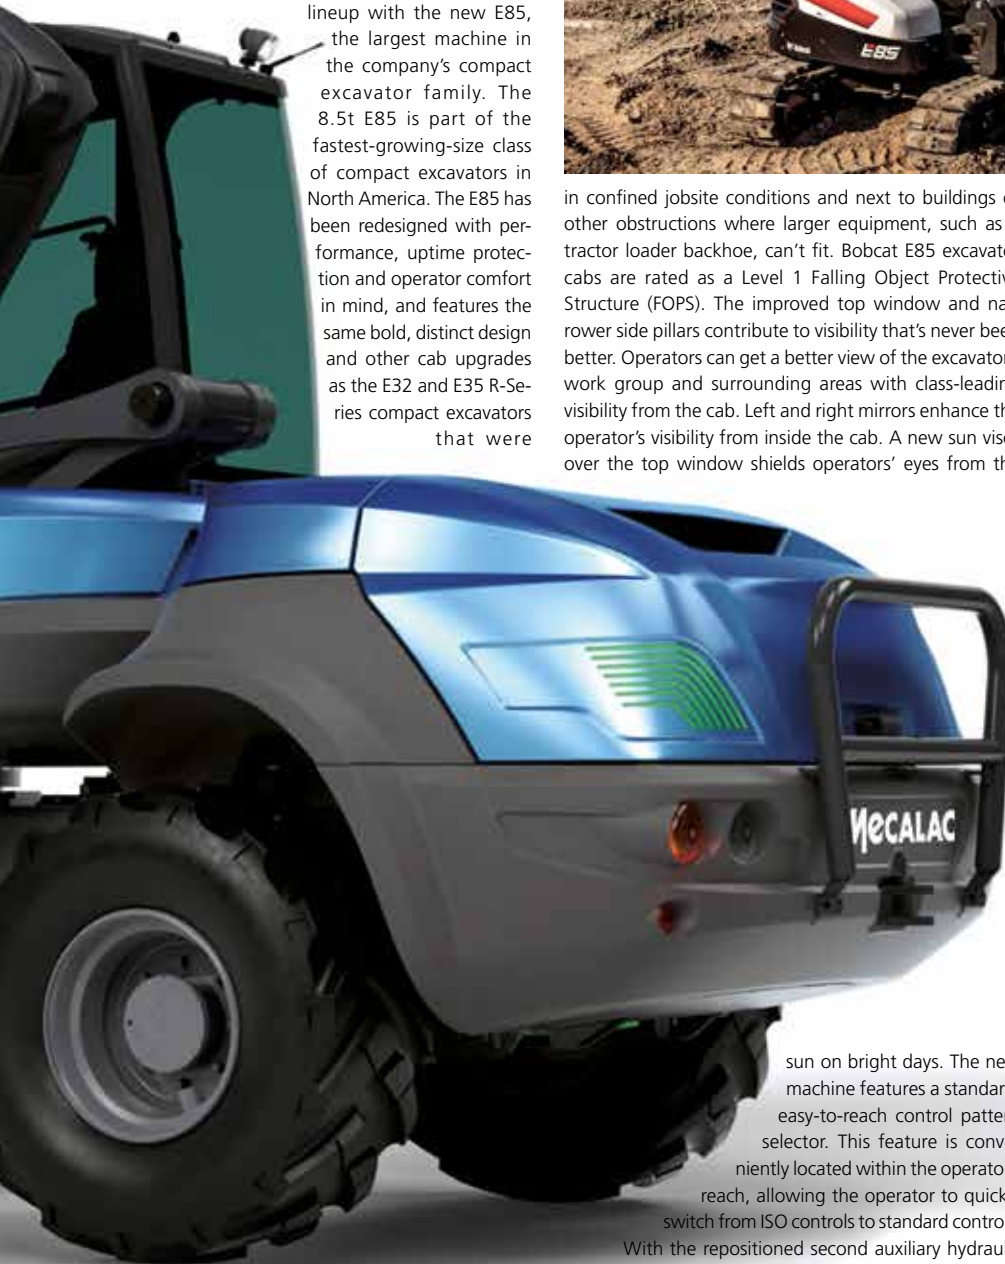 lineup with the new E85,
the largest machine in
the company's compact
excavator family. The
8.5t E85 is part of the
fastest-growing-size class
of compact excavators in
North America. The E85 has
been redesigned with per-
formance, uptime protec-
tion and operator comfort
in mind, and features the
same bold, distinct design
and other cab upgrades
as the E32 and E35 R-Se-
ries compact excavators
that were
E85
in confined jobsite conditions and next to buildings
other obstructions where larger equipment, such as
tractor loader backhoe, can't fit. Bobcat E85 excavato
cabs are rated as a Level 1 Falling Object Protectiv
Structure (FOPS). The improved top window and na
rower side pillars contribute to visibility that's never bee
better. Operators can get a better view of the excavator
work group and surrounding areas with class-leadin
visibility from the cab. Left and right mirrors enhance th
operator's visibility from inside the cab. A new sun viso
over the top window shields operators' eyes from th
MECALAC
sun on bright days. The ne
machine features a standar
easy-to-reach control patte
selector. This feature is conv
niently located within the operato
reach, allowing the operator to quick
switch from ISO controls to standard contro
With the repositioned second auxiliary hydraul